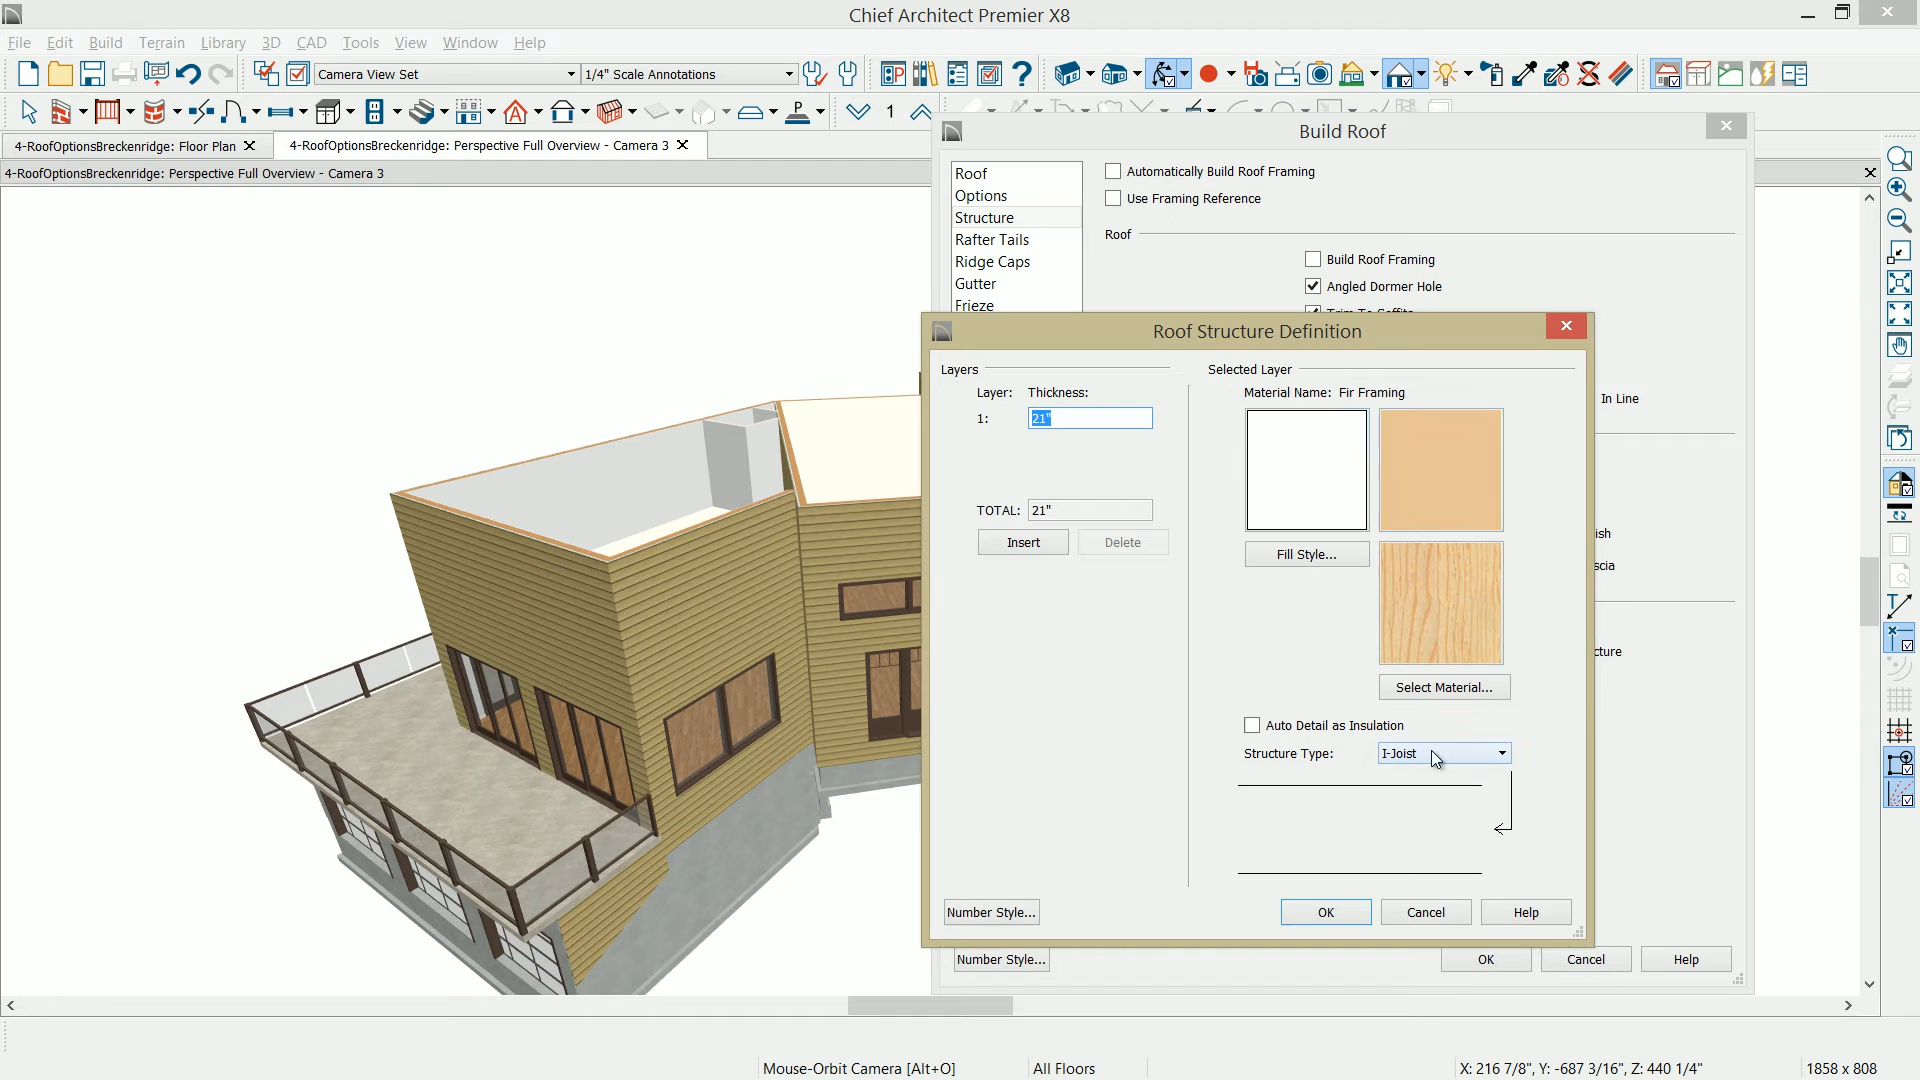 Chief Architect Premier X8
File Edit Build Terrain Library 3D CAD Tools View Window Help
Camera View Set
1/4" Scale Annotations
1
4-RoofOptionsBreckenridge: Floor Plan
4-RoofOptionsBreckenridge: Perspective Full Overview - Camera 3
4-RoofOptionsBreckenridge: Perspective Full Overview - Camera 3
Build Roof
Roof
Options
Structure
Rafter Tails
Ridge Caps
Gutter
Frieze
Automatically Build Roof Framing
Use Framing Reference
Roof
Build Roof Framing
Angled Dormer Hole
In Line
ish
scia
cture
Roof Structure Definition
Layers
Layer: Thickness:
1: 21"
TOTAL: 21"
Insert Delete
Selected Layer
Material Name: Fir Framing
Fill Style...
Select Material...
Auto Detail as Insulation
Structure Type: I-Joist
Number Style... OK Cancel Help
Number Style... OK Cancel Help
Mouse-Orbit Camera [Alt+O] All Floors X: 216 7/8", Y: -687 3/16", Z: 440 1/4" 1858 x 808